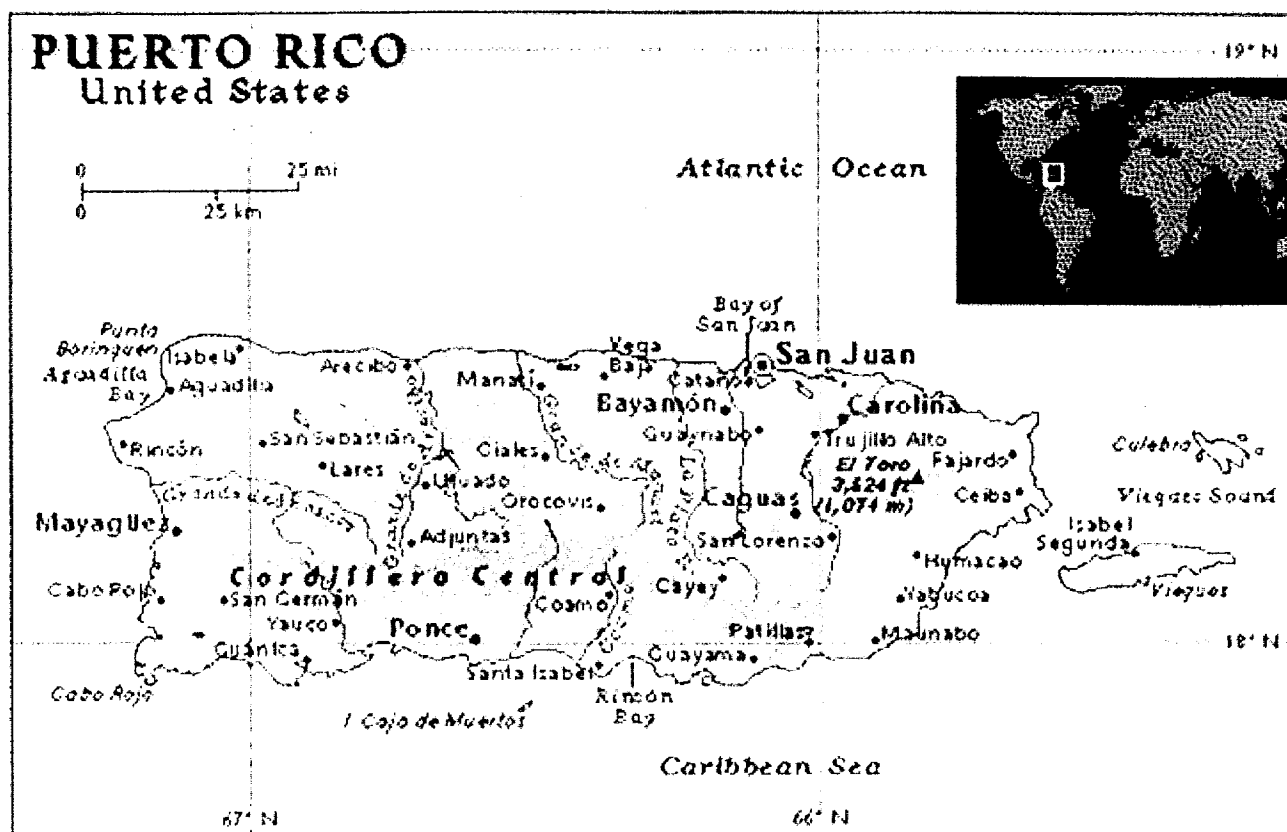 PUERTO RICO
United States
19° N
0
25 mi
0
25 km
Atlantic Ocean
Bay of
San Juan
Punta
Borinquen
Isabela
Aguadilla
Bay
Aguadilla
Arecibo
Manatí
Vega
Baja
Cataño
San Juan
Bayamón
Carolina
Rincón
San Sebastián
Lares
Ciales
Guaynabo
Trujillo Alto
El Toro
3,524 ft
(1,074 m)
Fajardo
Ceiba
Culebra
Vieques Sound
Utuado
Orocovis
Caguas
Mayagüez
Adjuntas
San Lorenzo
Isabel
Segunda
Humacao
Vieques
Cordillero Central
Cabo Rojo
San Germán
Yauco
Coamo
Cayey
Yabucoa
Ponce
Patillas
Maunabo
18° N
Guánica
Santa Isabel
Guayama
Cabo Rojo
Rincón
Bay
I Caja de Muertos
Caribbean Sea
67° N
66° N